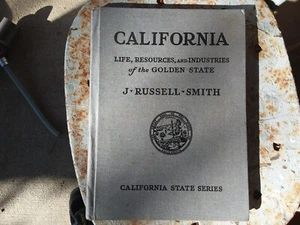 CALIFORNIA
LIFE, RESOURCES, AND INDUSTRIES
of the GOLDEN STATE
J · RUSSELL · SMITH
CALIFORNIA STATE SERIES